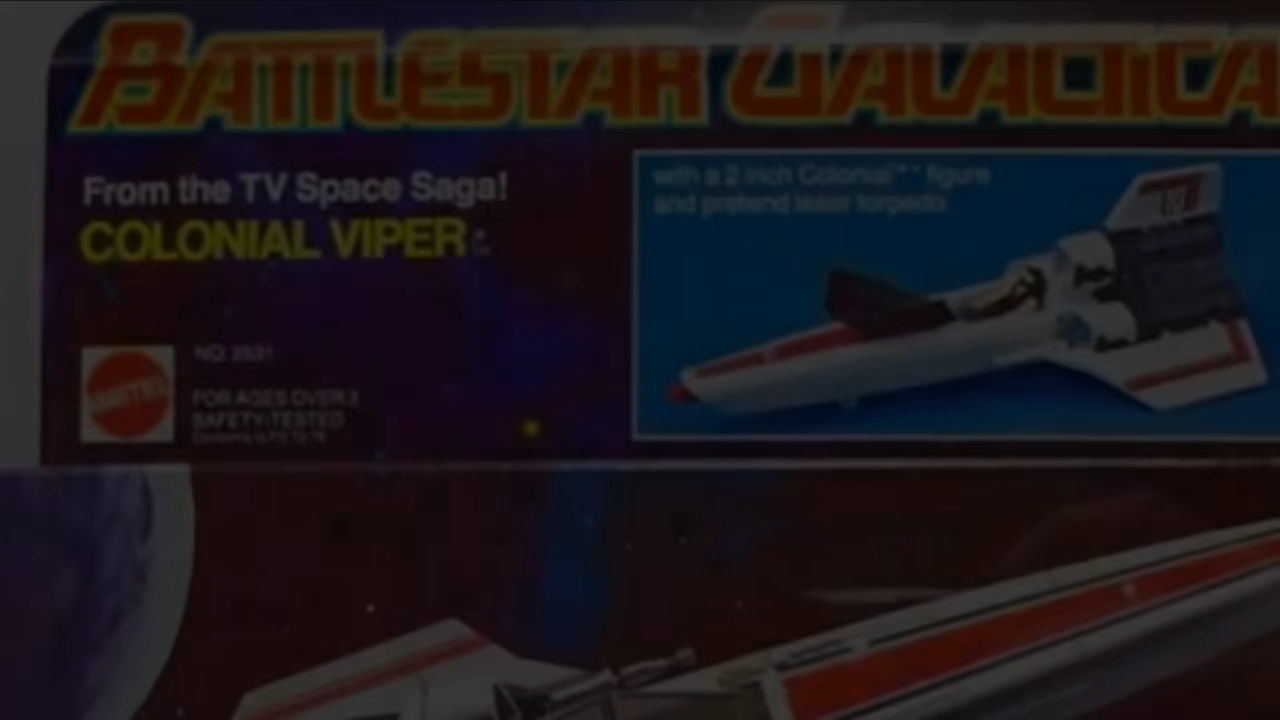 BATTLESTAR GALACTICA
From the TV Space Saga!
COLONIAL VIPER
with a 2 inch Colonial™* figure
and pretend laser torpedo
MATTEL
NO. 2531
FOR AGES OVER 3
SAFETY-TESTED